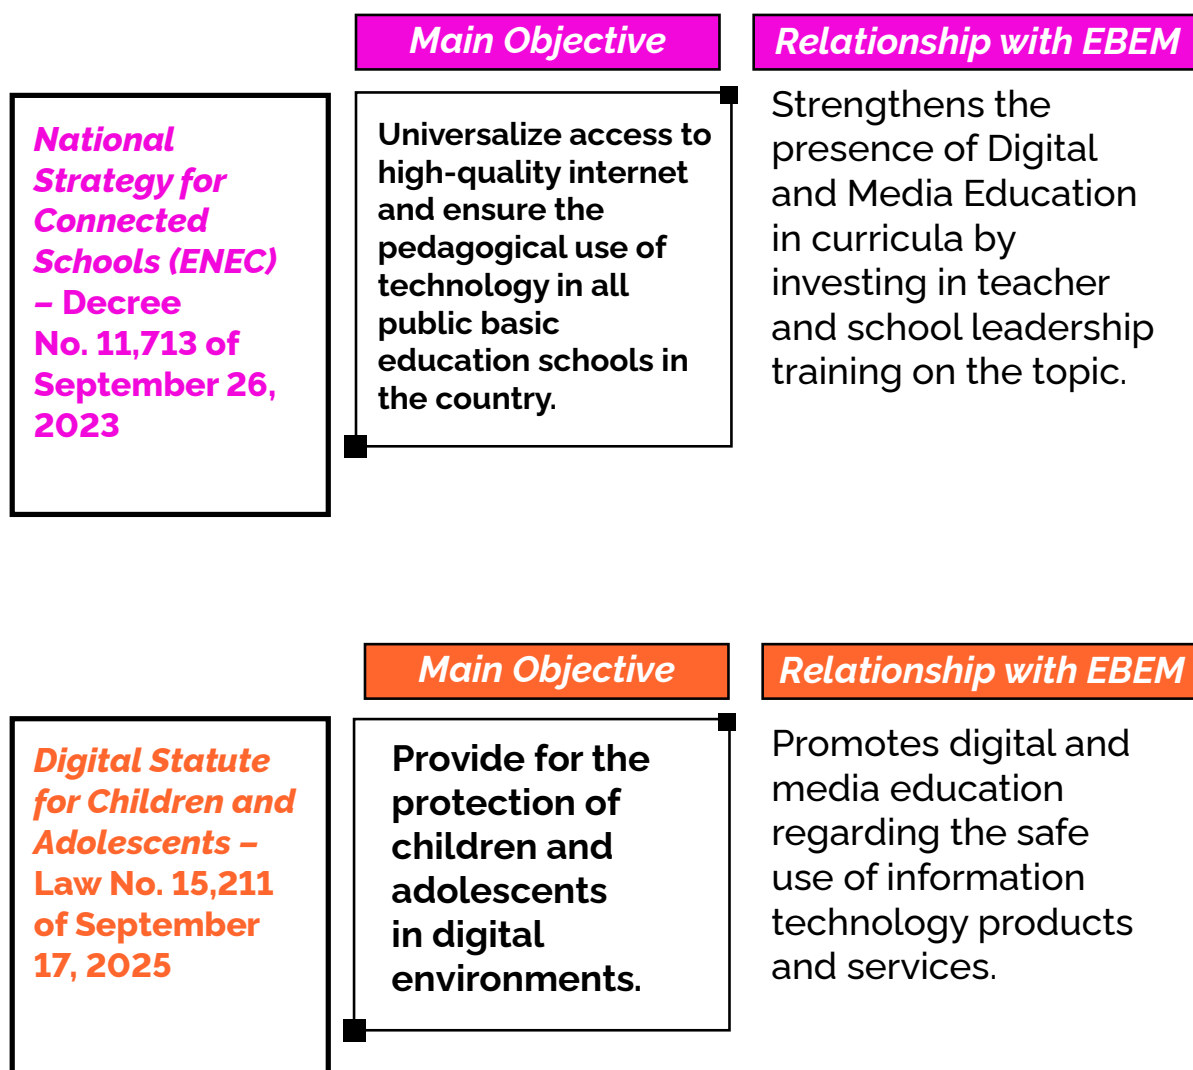 Main Objective
Relationship with EBEM
National
Strategy for
Connected
Schools (ENEC)
– Decree
No. 11,713 of
September 26,
2023
Universalize access to
high-quality internet
and ensure the
pedagogical use of
technology in all
public basic
education schools in
the country.
Strengthens the
presence of Digital
and Media Education
in curricula by
investing in teacher
and school leadership
training on the topic.
Main Objective
Relationship with EBEM
Digital Statute
for Children and
Adolescents –
Law No. 15,211
of September
17, 2025
Provide for the
protection of
children and
adolescents
in digital
environments.
Promotes digital and
media education
regarding the safe
use of information
technology products
and services.